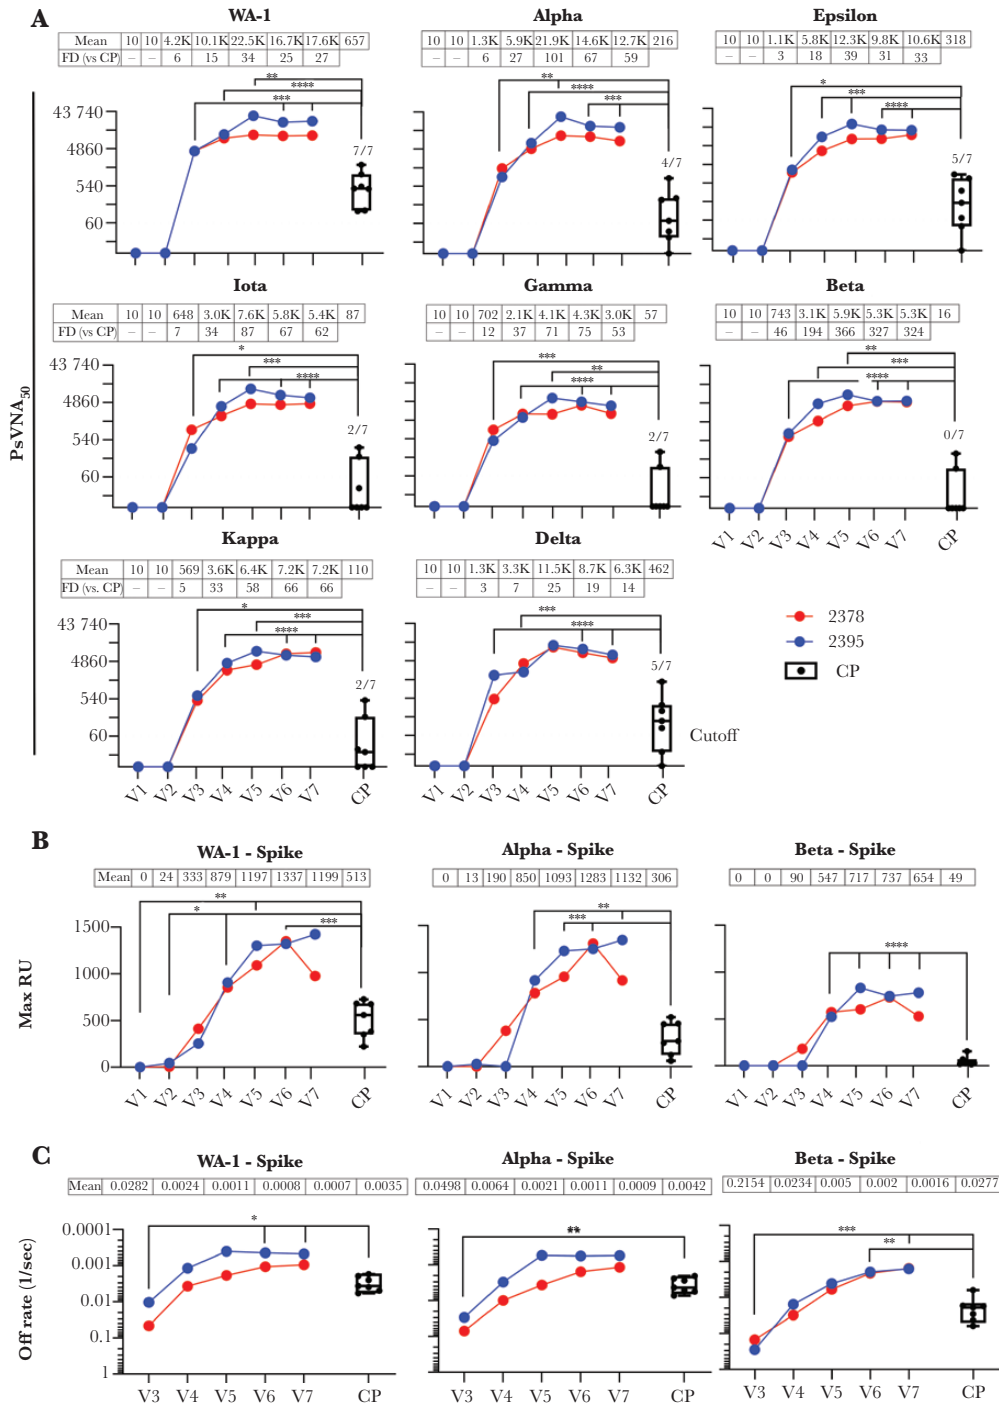 A
WA-1
Mean 10 10 4.2K 10.1K 22.5K 16.7K 17.6K 657
FD (vs CP) – – 6 15 34 25 27
**
****
***
43 740
4860
540
60
7/7
Alpha
10 10 1.3K 5.9K 21.9K 14.6K 12.7K 216
– – 6 27 101 67 59
**
****
***
4/7
Epsilon
10 10 1.1K 5.8K 12.3K 9.8K 10.6K 318
– – 3 18 39 31 33
*
***
****
5/7
PsVNA50
Iota
Mean 10 10 648 3.0K 7.6K 5.8K 5.4K 87
FD (vs CP) – – 7 34 87 67 62
*
***
****
43 740
4860
540
60
2/7
Gamma
10 10 702 2.1K 4.1K 4.3K 3.0K 57
– – 12 37 71 75 53
***
**
****
2/7
Beta
10 10 743 3.1K 5.9K 5.3K 5.3K 16
– – 46 194 366 327 324
**
***
****
0/7
V1 V2 V3 V4 V5 V6 V7 CP
Kappa
Mean 10 10 569 3.6K 6.4K 7.2K 7.2K 110
FD (vs. CP) – – 5 33 58 66 66
*
***
****
43 740
4860
540
60
2/7
V1 V2 V3 V4 V5 V6 V7 CP
Delta
10 10 1.3K 3.3K 11.5K 8.7K 6.3K 462
– – 3 7 25 19 14
***
****
5/7
V1 V2 V3 V4 V5 V6 V7 CP
2378
2395
CP
Cutoff
B
WA-1 - Spike
Mean 0 24 333 879 1197 1337 1199 513
**
*
***
Max RU
1500
1000
500
0
V1 V2 V3 V4 V5 V6 V7 CP
Alpha - Spike
0 13 190 850 1093 1283 1132 306
**
***
V1 V2 V3 V4 V5 V6 V7 CP
Beta - Spike
0 0 90 547 717 737 654 49
****
V1 V2 V3 V4 V5 V6 V7 CP
C
WA-1 - Spike
Mean 0.0282 0.0024 0.0011 0.0008 0.0007 0.0035
*
Off rate (1/sec)
0.0001
0.001
0.01
0.1
1
V3 V4 V5 V6 V7 CP
Alpha - Spike
0.0498 0.0064 0.0021 0.0011 0.0009 0.0042
**
V3 V4 V5 V6 V7 CP
Beta - Spike
0.2154 0.0234 0.005 0.002 0.0016 0.0277
***
**
V3 V4 V5 V6 V7 CP